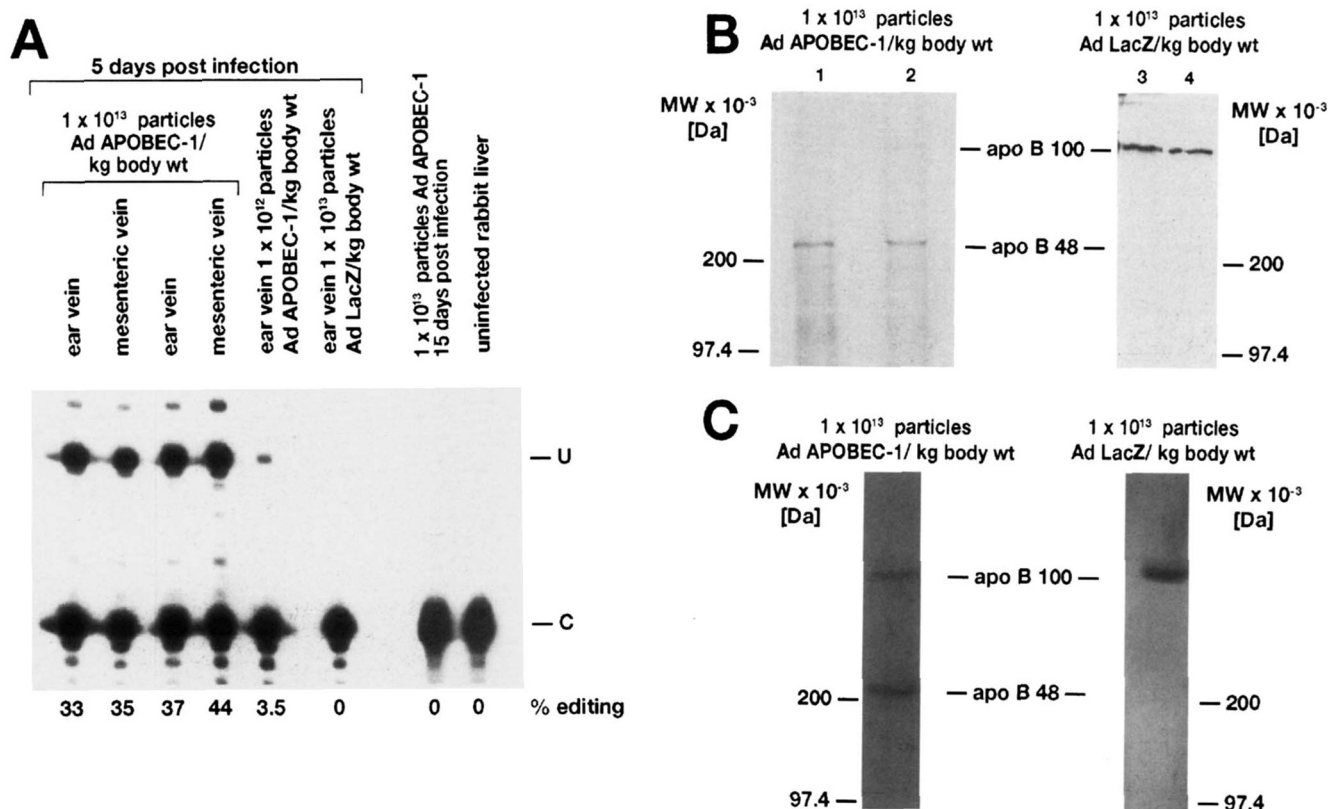 A
5 days post infection
1 x 10¹³ particles
Ad APOBEC-1/
kg body wt
ear vein
mesenteric vein
ear vein
mesenteric vein
ear vein 1 x 10¹² particles
Ad APOBEC-1/kg body wt
ear vein 1 x 10¹³ particles
Ad LacZ/kg body wt
1 x 10¹³ particles Ad APOBEC-1
15 days post infection
uninfected rabbit liver
— U
— C
33 35 37 44 3.5 0 0 0 % editing
B
1 x 10¹³ particles
Ad APOBEC-1/kg body wt
1 2
1 x 10¹³ particles
Ad LacZ/kg body wt
3 4
MW x 10⁻³
[Da]
MW x 10⁻³
[Da]
— apo B 100 —
— apo B 48 —
200 —
— 200
97.4 —
— 97.4
C
1 x 10¹³ particles
Ad APOBEC-1/ kg body wt
1 x 10¹³ particles
Ad LacZ/ kg body wt
MW x 10⁻³
[Da]
MW x 10⁻³
[Da]
— apo B 100 —
— apo B 48 —
200 —
— 200
97.4 —
— 97.4